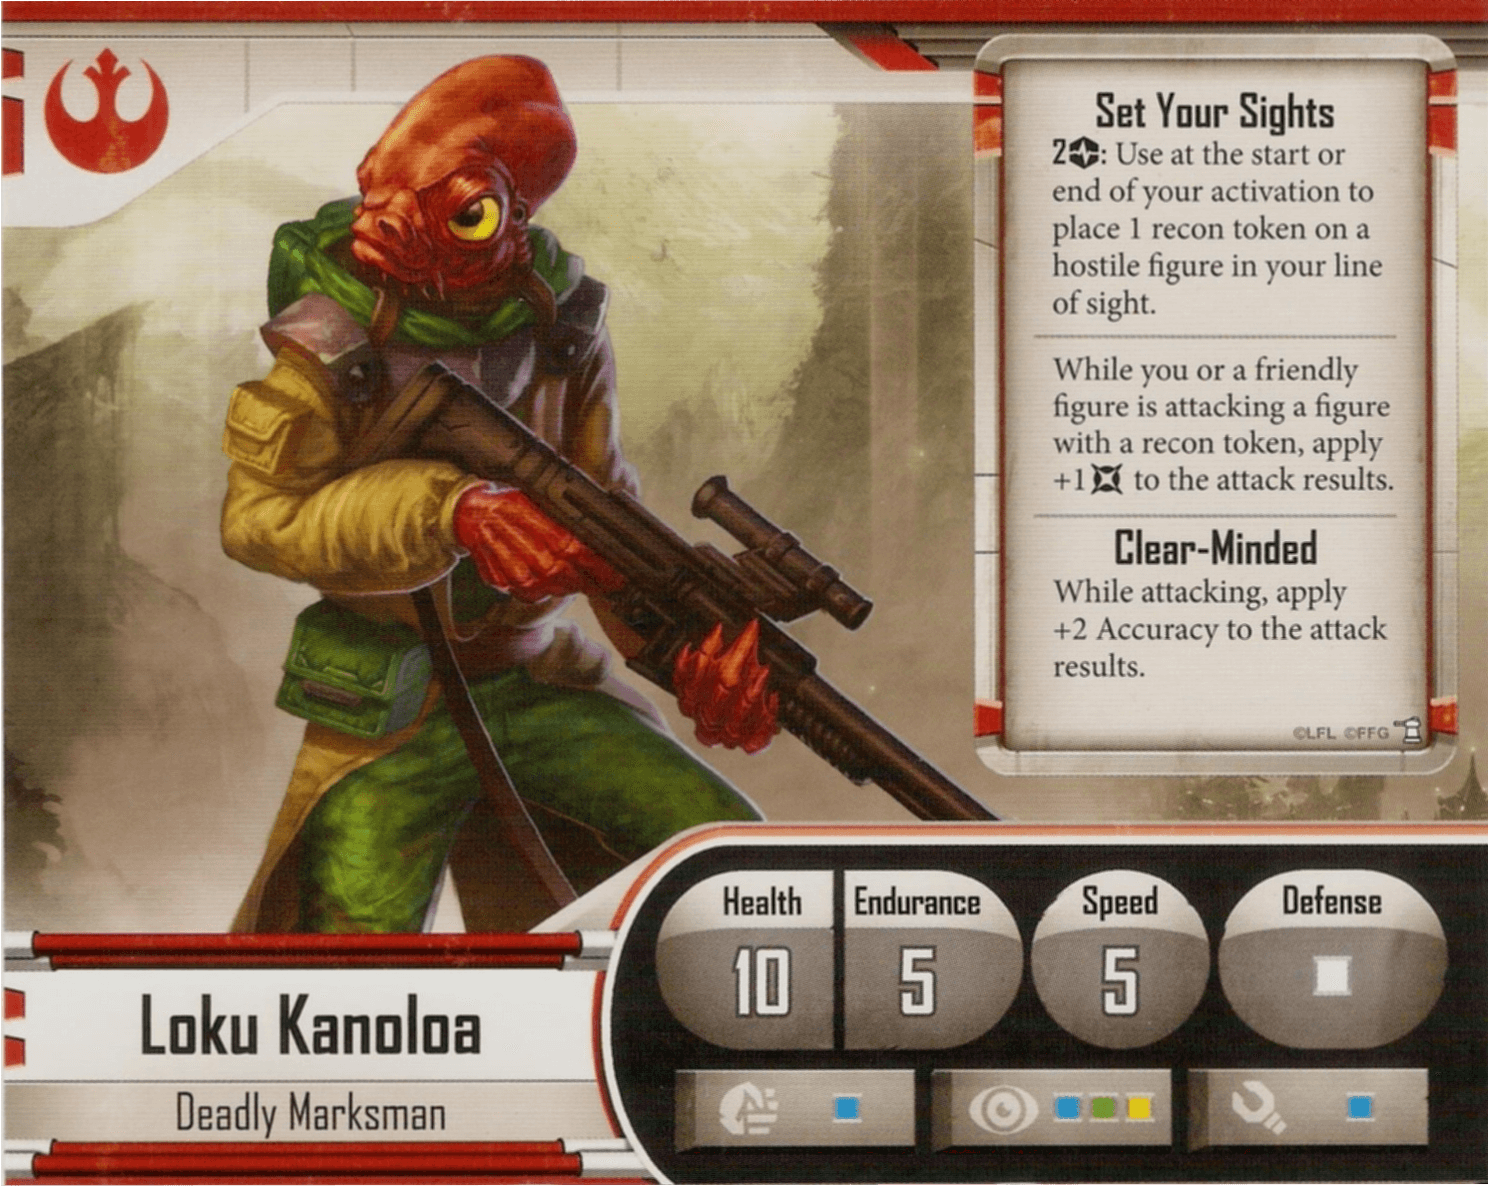 Set Your Sights
2: Use at the start or
end of your activation to
place 1 recon token on a
hostile figure in your line
of sight.
While you or a friendly
figure is attacking a figure
with a recon token, apply
+1 to the attack results.
Clear-Minded
While attacking, apply
+2 Accuracy to the attack
results.
©LFL ©FFG
Health
Endurance
Speed
Defense
10
5
5
Loku Kanoloa
Deadly Marksman